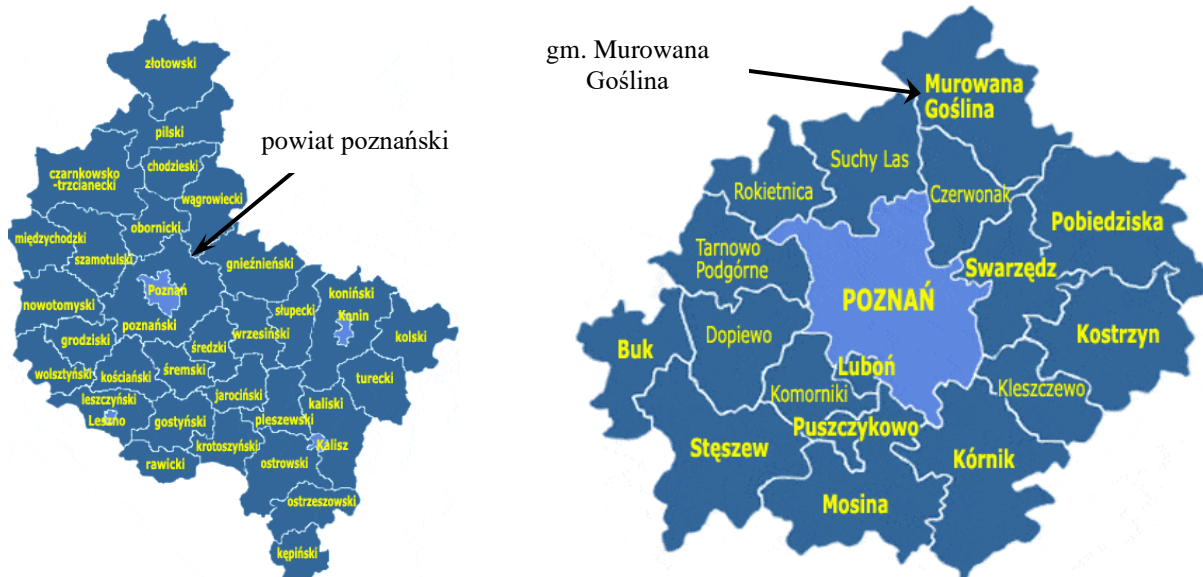 złotowski
pilski
powiat poznański
chodzieski
czarnkowsko
-trzcianecki
wągrowiecki
obornicki
międzychodzki
szamotulski
gnieźnieński
Poznań
koniński
nowotomyski
słupecki
Konin
poznański
wrzesiński
grodziski
średzki
kolski
wolsztyński
kościański
śremski
turecki
leszczyński
jarociński
kaliski
Leszno
gostyński
pleszewski
krotoszyński
Kalisz
rawicki
ostrowski
ostrzeszowski
kępiński
gm. Murowana
Goślina
Murowana
Goślina
Suchy Las
Rokietnica
Czerwonak
Pobiedziska
Tarnowo
Podgórne
Swarzędz
POZNAŃ
Kostrzyn
Buk
Dopiewo
Luboń
Komorniki
Kleszczewo
Puszczykowo
Stęszew
Kórnik
Mosina